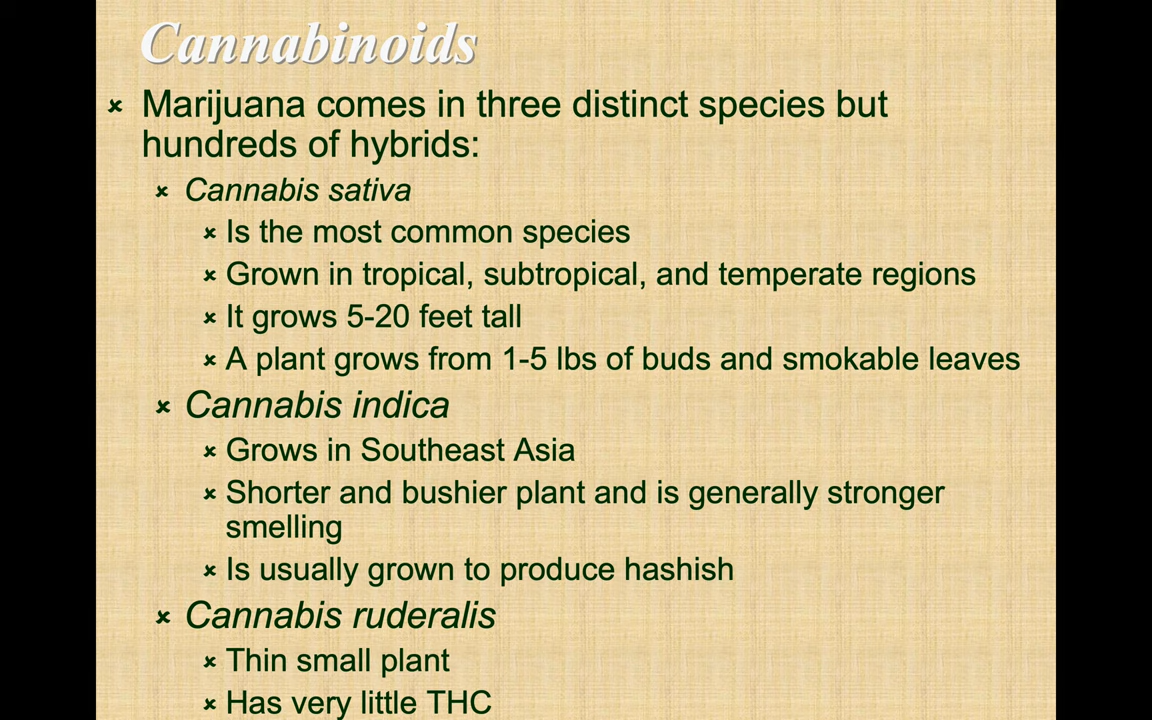 Cannabinoids
Marijuana comes in three distinct species but
hundreds of hybrids:
Cannabis sativa
Is the most common species
Grown in tropical, subtropical, and temperate regions
It grows 5-20 feet tall
A plant grows from 1-5 lbs of buds and smokable leaves
Cannabis indica
Grows in Southeast Asia
Shorter and bushier plant and is generally stronger
smelling
Is usually grown to produce hashish
Cannabis ruderalis
Thin small plant
Has very little THC